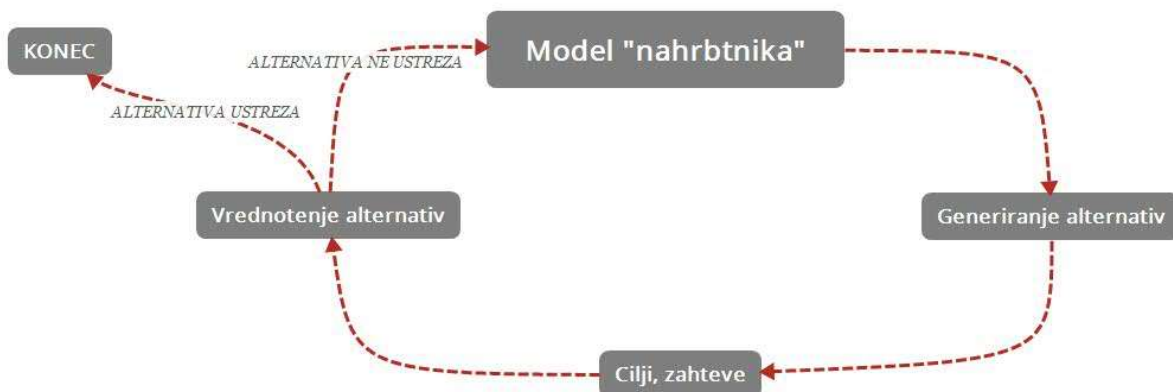 KONEC
Model "nahrbtnika"
ALTERNATIVA NE USTREZA
ALTERNATIVA USTREZA
Vrednotenje alternativ
Generiranje alternativ
Cilji, zahteve